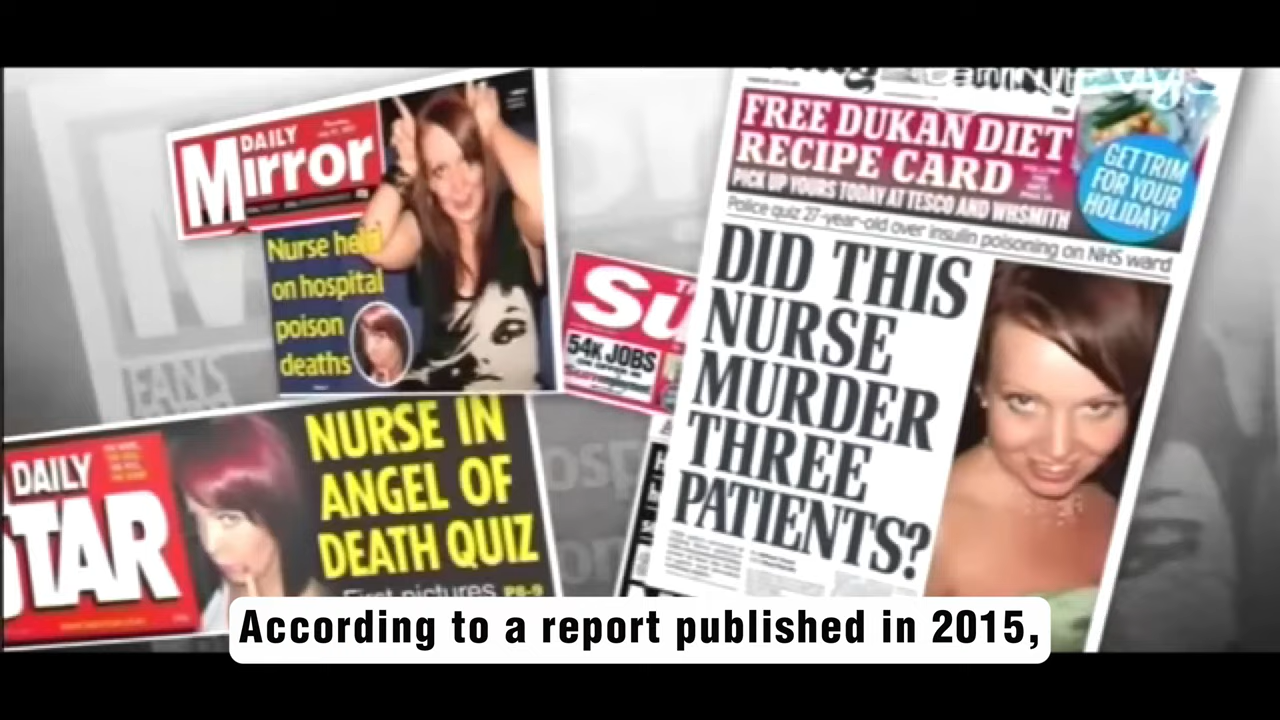 DAILY
Mirror
Nurse held
on hospital
poison
deaths
Su
54K JOBS
FREE DUKAN DIET
RECIPE CARD
PICK UP YOURS TODAY AT TESCO AND WHSMITH
GET TRIM
FOR YOUR
HOLIDAY!
Police quiz 27-year-old over insulin poisoning on NHS ward
DID THIS
NURSE
MURDER
THREE
PATIENTS?
FANS
DAILY
STAR
NURSE IN
ANGEL OF
DEATH QUIZ
First pictures P8-9
According to a report published in 2015,